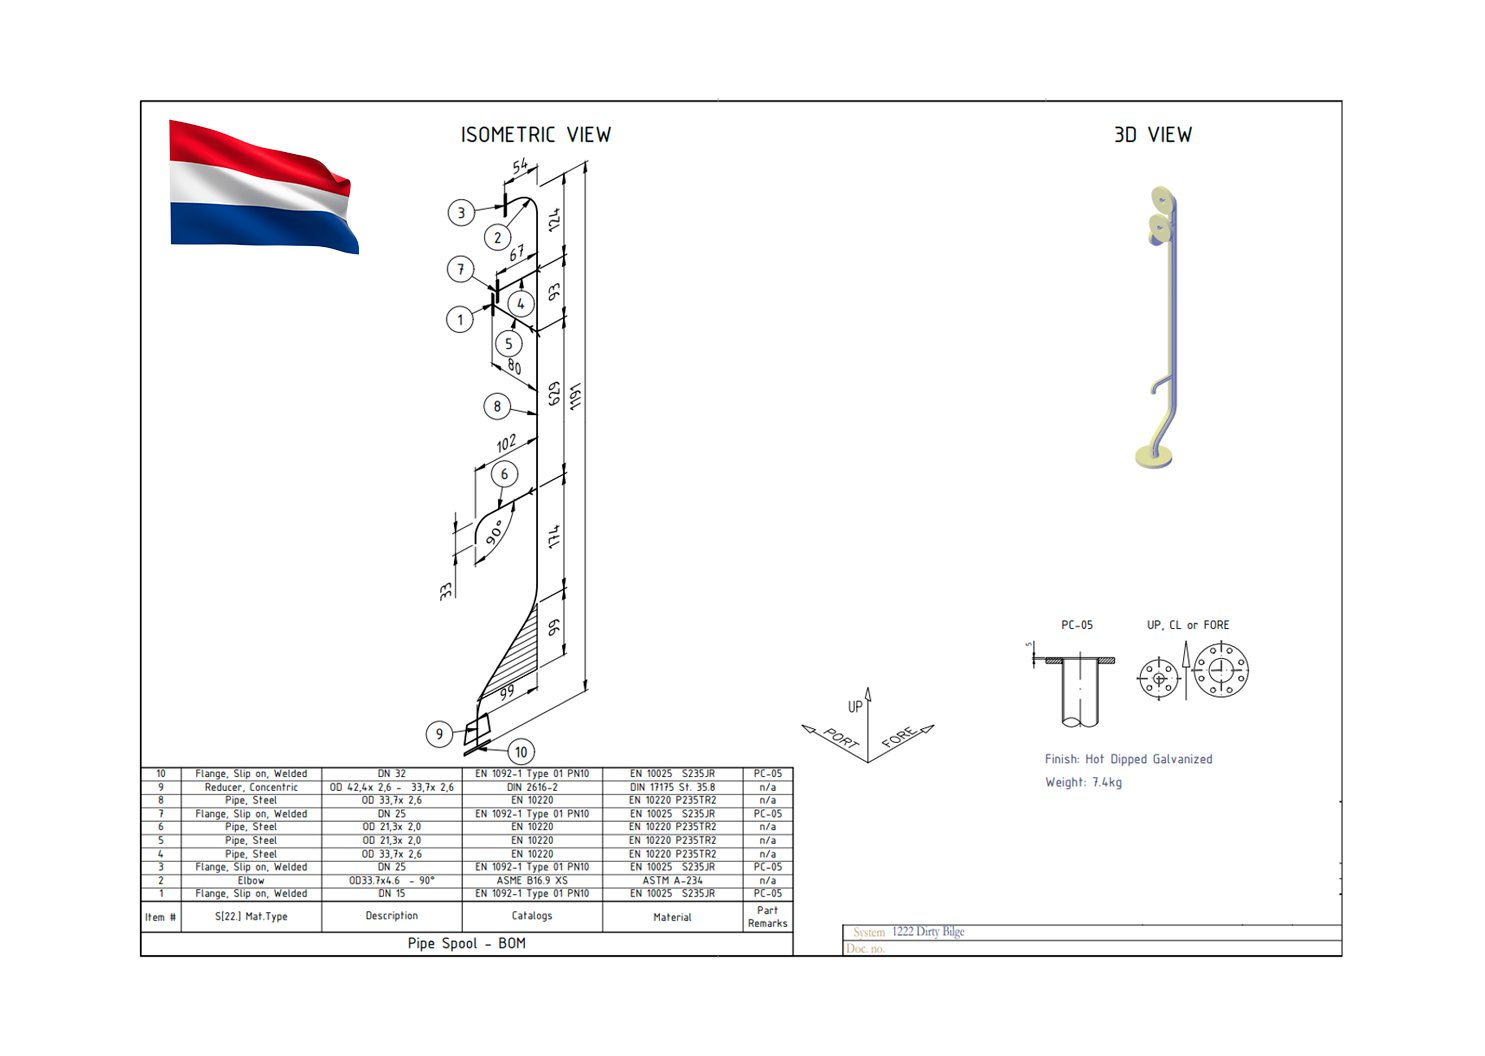 ISOMETRIC VIEW
3D VIEW
54
3
124
2
67
7
93
4
1
5
80
629
1191
8
102
6
90°
174
33
99
99
9
10
UP
PORT
FORE
PC-05
UP, CL or FORE
5
Finish: Hot Dipped Galvanized
Weight: 7.4kg
10 Flange, Slip on, Welded DN 32 EN 1092-1 Type 01 PN10 EN 10025 S235JR PC-05
9 Reducer, Concentric OD 42,4x 2,6 - 33,7x 2,6 DIN 2616-2 DIN 17175 St. 35.8 n/a
8 Pipe, Steel OD 33,7x 2,6 EN 10220 EN 10220 P235TR2 n/a
7 Flange, Slip on, Welded DN 25 EN 1092-1 Type 01 PN10 EN 10025 S235JR PC-05
6 Pipe, Steel OD 21,3x 2,0 EN 10220 EN 10220 P235TR2 n/a
5 Pipe, Steel OD 21,3x 2,0 EN 10220 EN 10220 P235TR2 n/a
4 Pipe, Steel OD 33,7x 2,6 EN 10220 EN 10220 P235TR2 n/a
3 Flange, Slip on, Welded DN 25 EN 1092-1 Type 01 PN10 EN 10025 S235JR PC-05
2 Elbow OD33.7x4.6 - 90° ASME B16.9 XS ASTM A-234 n/a
1 Flange, Slip on, Welded DN 15 EN 1092-1 Type 01 PN10 EN 10025 S235JR PC-05
Item # S[22.] Mat.Type Description Catalogs Material Part Remarks
Pipe Spool - BOM
System 1222 Dirty Bilge
Doc. no.